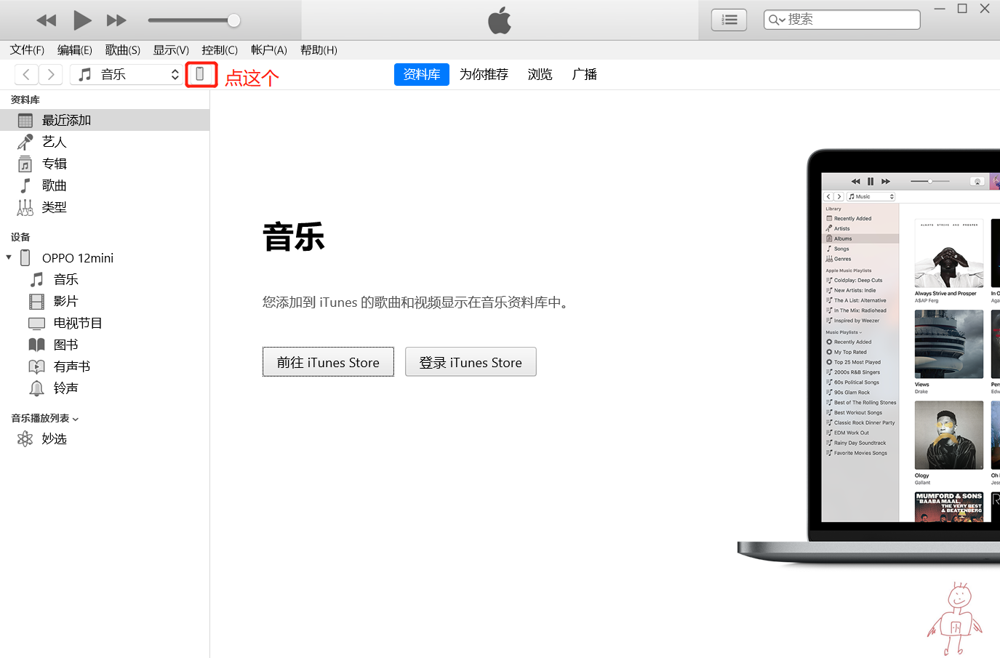 搜索
文件(F) 编辑(E) 歌曲(S) 显示(V) 控制(C) 帐户(A) 帮助(H)
音乐 点这个 资料库 为你推荐 浏览 广播
资料库
最近添加
艺人
专辑
歌曲
类型
设备
OPPO 12mini
音乐
影片
电视节目
图书
有声书
铃声
音乐播放列表
妙选
音乐
您添加到 iTunes 的歌曲和视频显示在音乐资料库中。
前往 iTunes Store 登录 iTunes Store
Music
Library
Recently Added
Artists
Albums
Songs
Genres
Apple Music Playlists
Coldplay: Deep Cuts
New Artists: Indie
The A List: Alternative
In The Mix: Radiohead
Inspired by Weezer
Music Playlists
Recently Added
My Top Rated
Top 25 Most Played
2000s R&B Singers
60s Political Songs
90s Glam Rock
Best of The Rolling Stones
Best Workout Songs
Classic Rock Dinner Party
EDM Work Out
Rainy Day Soundtrack
Favorite Movies Songs
ALWAYS STRIVE AND PROSPER
Always Strive and Prosper
A$AP Ferg
In O
Aga
Views
Drake
Pers
Edw
Ology
Gallant
Oh
Jess
MUMFORD & SONS
BAABA MAAL,
THE VERY BEST
& BEATENBERG